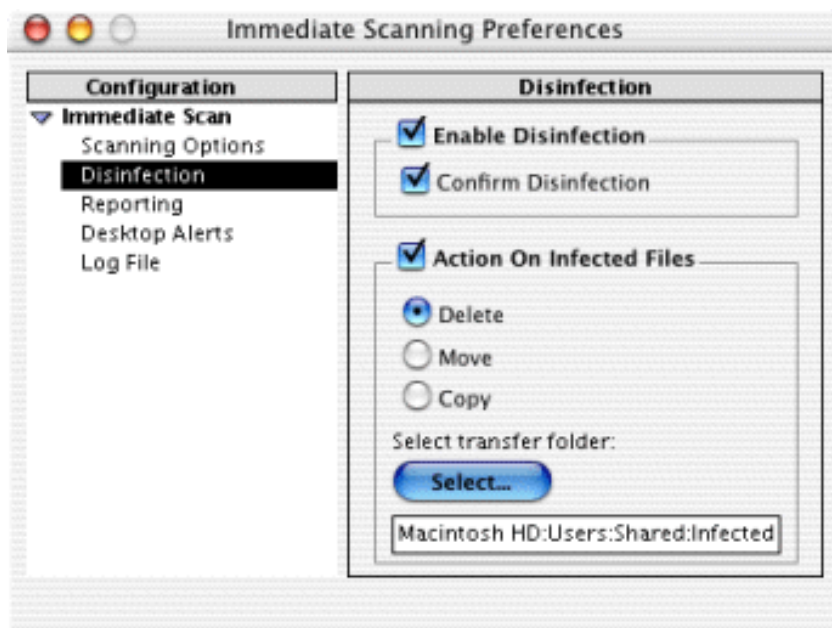 Immediate Scanning Preferences
Configuration
Immediate Scan
Scanning Options
Disinfection
Reporting
Desktop Alerts
Log File
Disinfection
Enable Disinfection
Confirm Disinfection
Action On Infected Files
Delete
Move
Copy
Select transfer folder:
Select...
Macintosh HD:Users:Shared:Infected